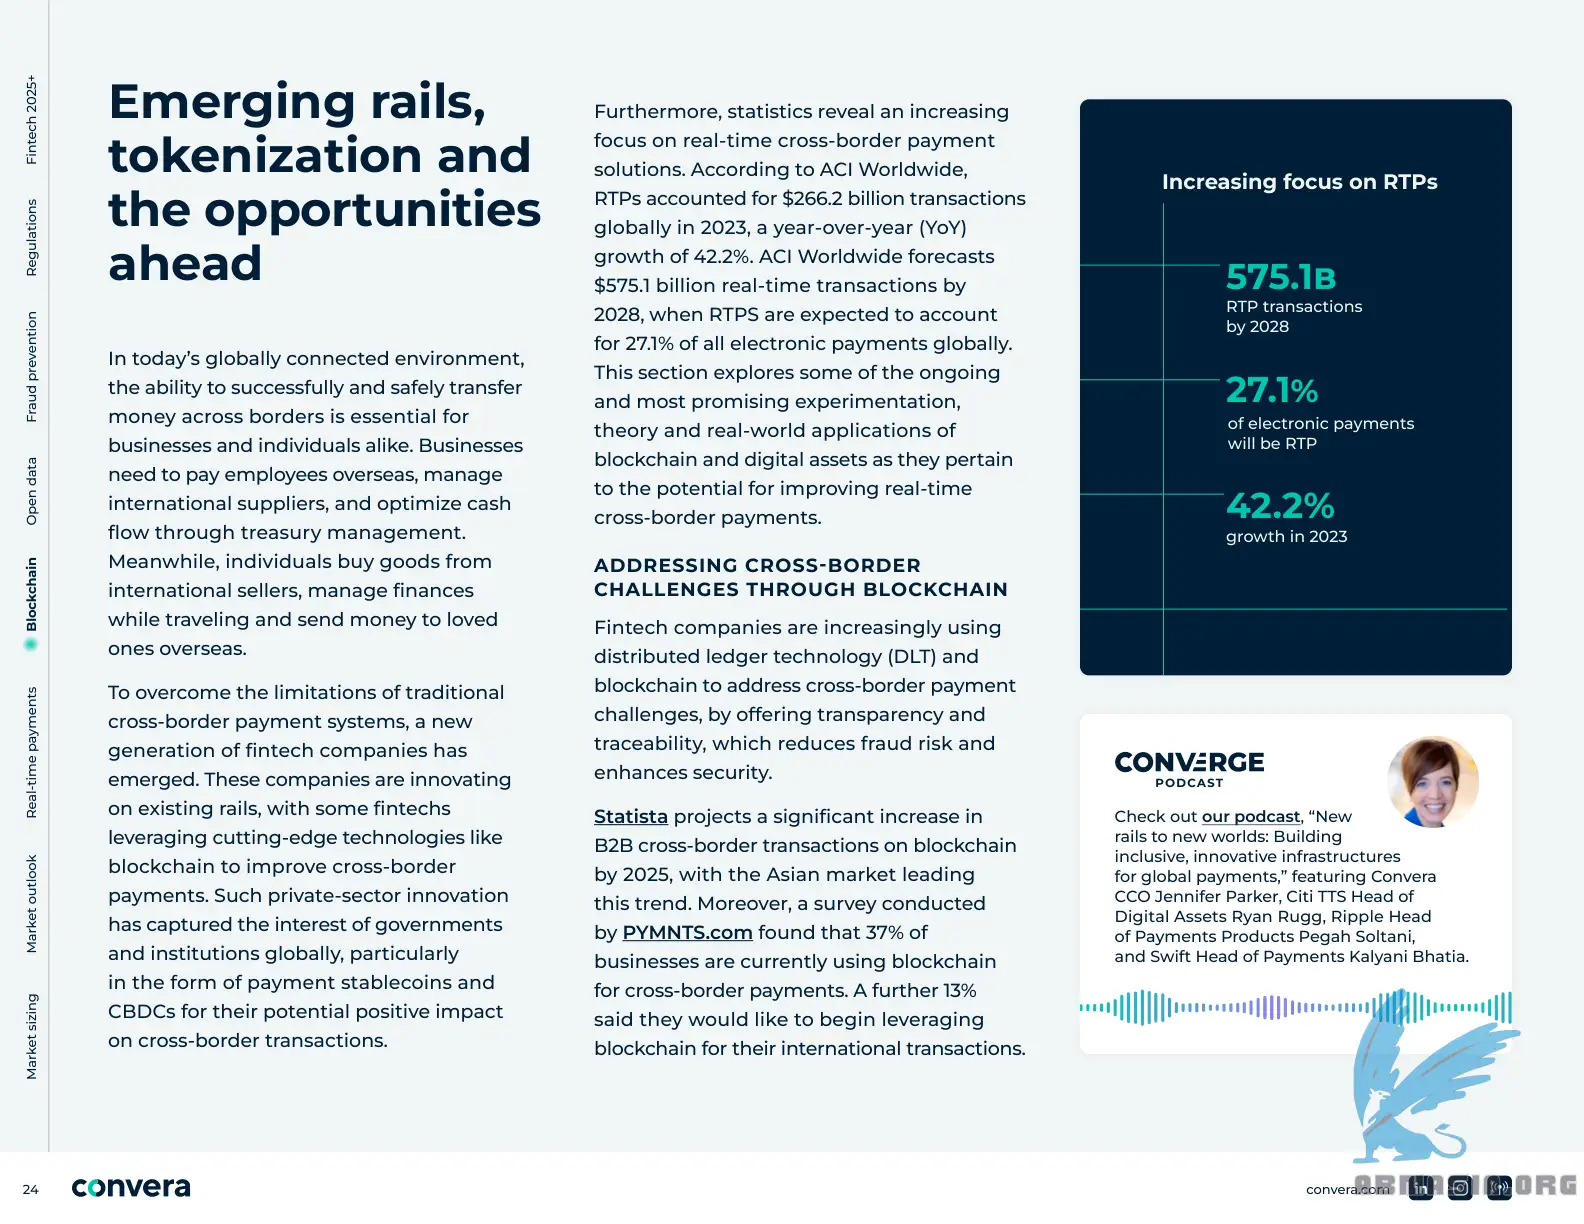 Fintech 2025+
Regulations
Fraud prevention
Open data
Blockchain
Real-time payments
Market outlook
Market sizing
Emerging rails,
tokenization and
the opportunities
ahead
In today’s globally connected environment,
the ability to successfully and safely transfer
money across borders is essential for
businesses and individuals alike. Businesses
need to pay employees overseas, manage
international suppliers, and optimize cash
flow through treasury management.
Meanwhile, individuals buy goods from
international sellers, manage finances
while traveling and send money to loved
ones overseas.
To overcome the limitations of traditional
cross-border payment systems, a new
generation of fintech companies has
emerged. These companies are innovating
on existing rails, with some fintechs
leveraging cutting-edge technologies like
blockchain to improve cross-border
payments. Such private-sector innovation
has captured the interest of governments
and institutions globally, particularly
in the form of payment stablecoins and
CBDCs for their potential positive impact
on cross-border transactions.
Furthermore, statistics reveal an increasing
focus on real-time cross-border payment
solutions. According to ACI Worldwide,
RTPs accounted for $266.2 billion transactions
globally in 2023, a year-over-year (YoY)
growth of 42.2%. ACI Worldwide forecasts
$575.1 billion real-time transactions by
2028, when RTPS are expected to account
for 27.1% of all electronic payments globally.
This section explores some of the ongoing
and most promising experimentation,
theory and real-world applications of
blockchain and digital assets as they pertain
to the potential for improving real-time
cross-border payments.
ADDRESSING CROSS-BORDER
CHALLENGES THROUGH BLOCKCHAIN
Fintech companies are increasingly using
distributed ledger technology (DLT) and
blockchain to address cross-border payment
challenges, by offering transparency and
traceability, which reduces fraud risk and
enhances security.
Statista projects a significant increase in
B2B cross-border transactions on blockchain
by 2025, with the Asian market leading
this trend. Moreover, a survey conducted
by PYMNTS.com found that 37% of
businesses are currently using blockchain
for cross-border payments. A further 13%
said they would like to begin leveraging
blockchain for their international transactions.
Increasing focus on RTPs
575.1B
RTP transactions
by 2028
27.1%
of electronic payments
will be RTP
42.2%
growth in 2023
CONVERGE
PODCAST
Check out our podcast, “New
rails to new worlds: Building
inclusive, innovative infrastructures
for global payments,” featuring Convera
CCO Jennifer Parker, Citi TTS Head of
Digital Assets Ryan Rugg, Ripple Head
of Payments Products Pegah Soltani,
and Swift Head of Payments Kalyani Bhatia.
24
convera
convera.com
in